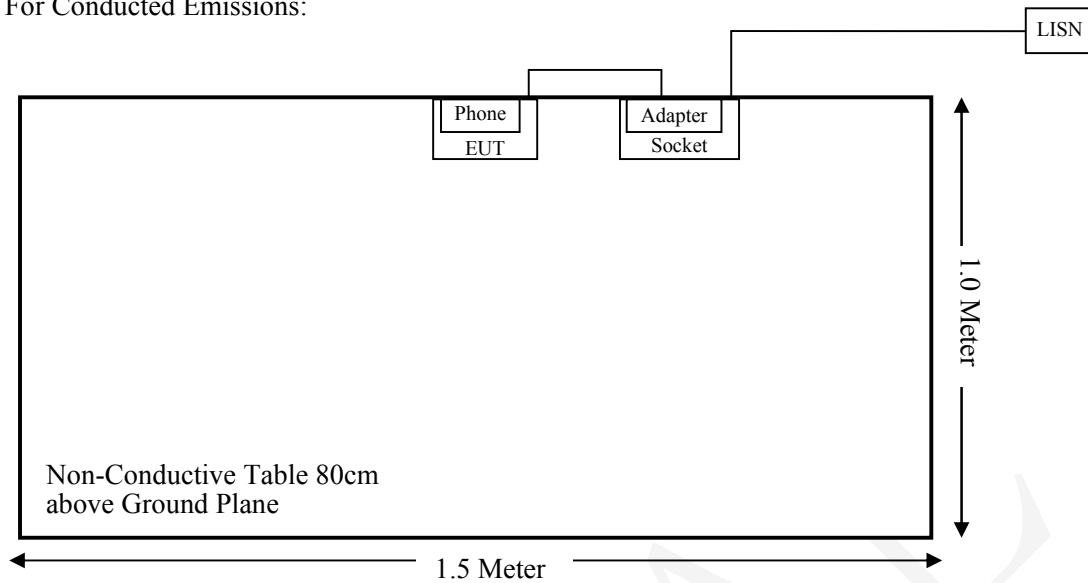 For Conducted Emissions:
LISN
Phone
EUT
Adapter
Socket
1.0 Meter
Non-Conductive Table 80cm
above Ground Plane
1.5 Meter